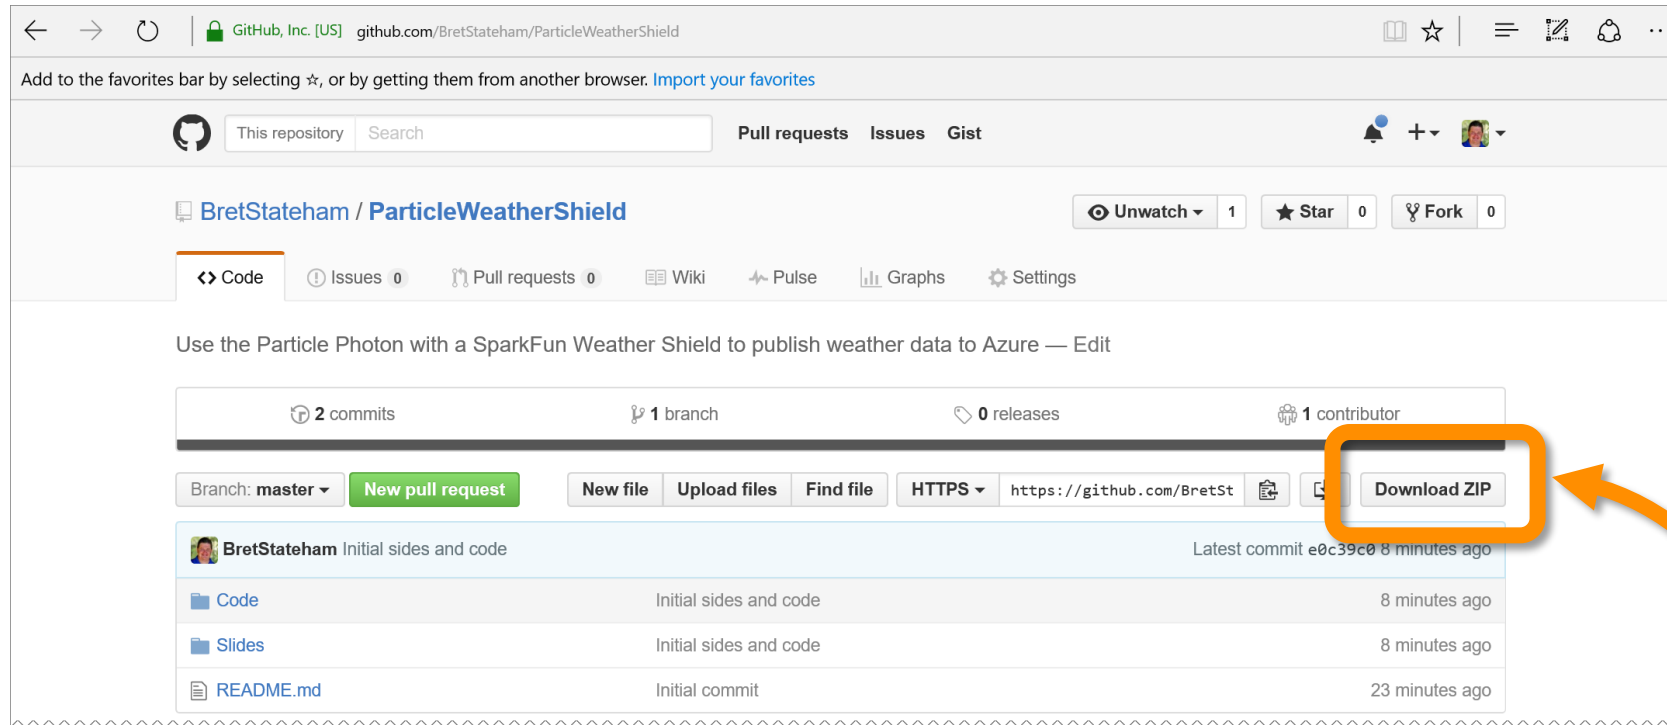 GitHub, Inc. [US] github.com/BretStateham/ParticleWeatherShield
Add to the favorites bar by selecting ☆, or by getting them from another browser. Import your favorites
This repository Search Pull requests Issues Gist
BretStateham / ParticleWeatherShield Unwatch 1 Star 0 Fork 0
Code Issues 0 Pull requests 0 Wiki Pulse Graphs Settings
Use the Particle Photon with a SparkFun Weather Shield to publish weather data to Azure — Edit
2 commits 1 branch 0 releases 1 contributor
Branch: master New pull request New file Upload files Find file HTTPS https://github.com/BretSt Download ZIP
BretStateham Initial sides and code Latest commit e0c39c0 8 minutes ago
Code Initial sides and code 8 minutes ago
Slides Initial sides and code 8 minutes ago
README.md Initial commit 23 minutes ago